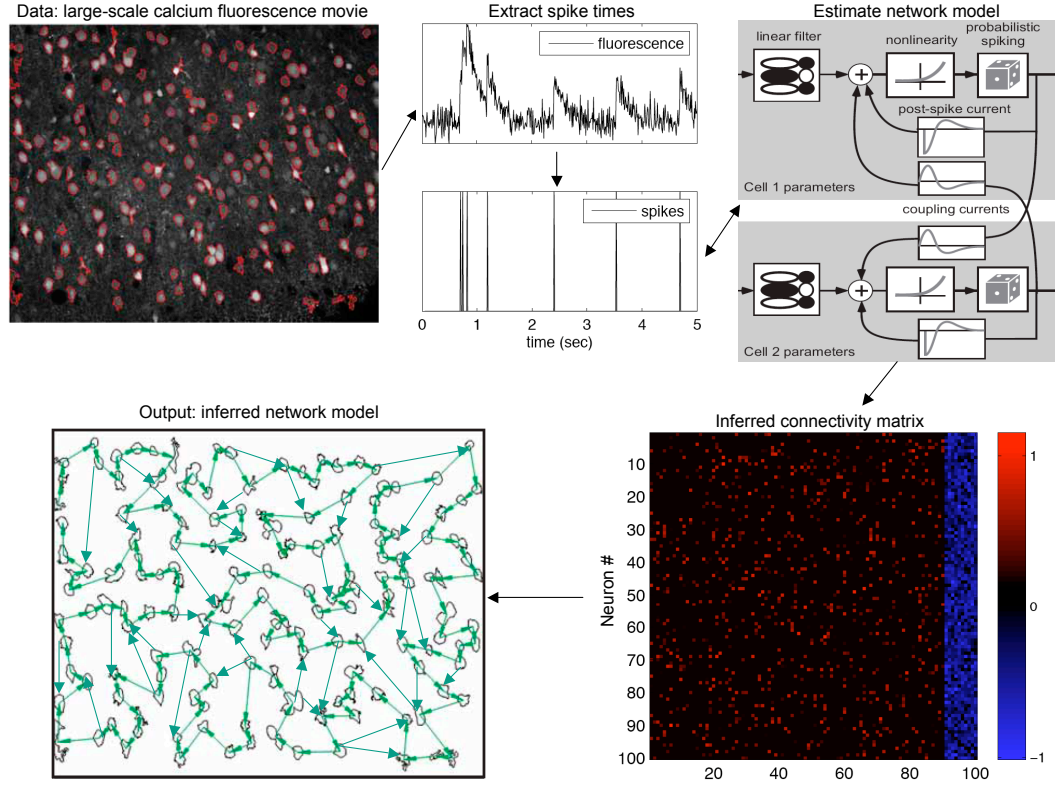 Data: large-scale calcium fluorescence movie
Extract spike times
fluorescence
spikes
0 1 2 3 4 5
time (sec)
Estimate network model
linear filter
nonlinearity
probabilistic
spiking
post-spike current
Cell 1 parameters
coupling currents
Cell 2 parameters
Inferred connectivity matrix
Neuron #
10
20
30
40
50
60
70
80
90
100
20 40 60 80 100
1
0
−1
Output: inferred network model